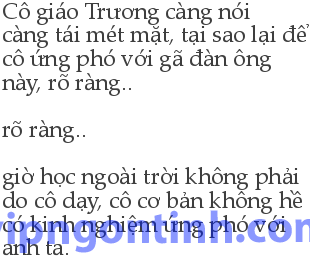 Cô giáo Trương càng nói
càng tái mét mặt, tại sao lại để
cô ứng phó với gã đàn ông
này, rõ ràng..
rõ ràng..
giờ học ngoài trời không phải
do cô dạy, cô cơ bản không hề
có kinh nghiệm ứng phó với
anh ta.
vipngontinh.com